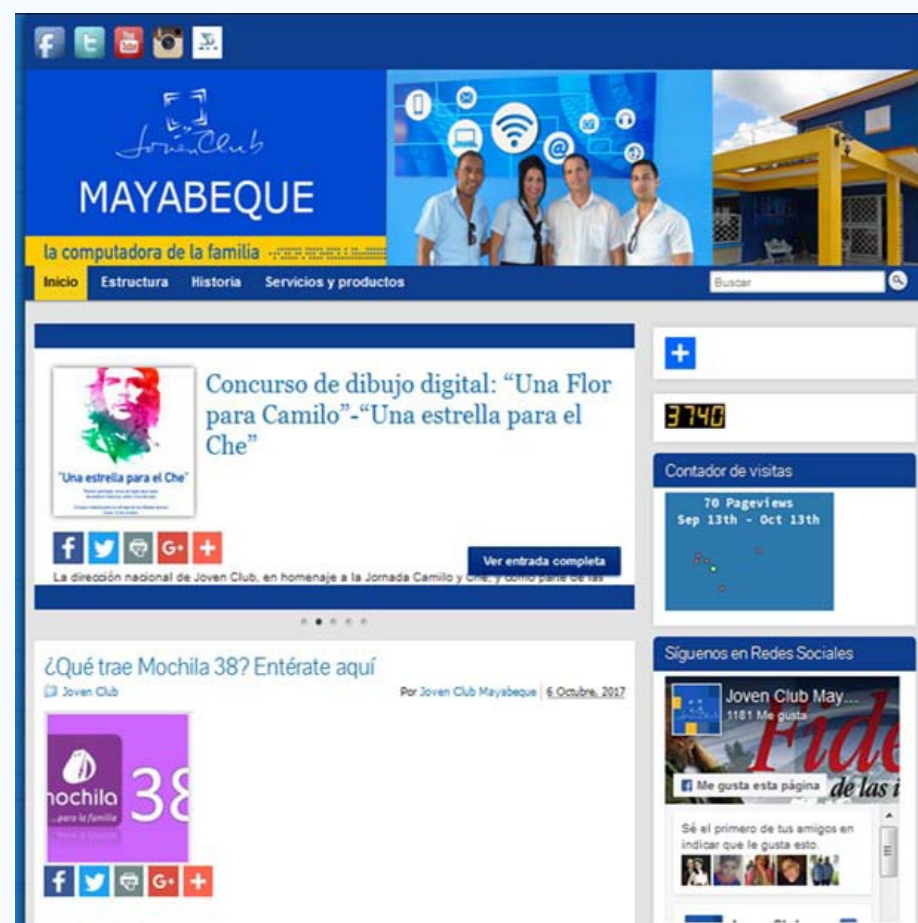 JovenClub
MAYABEQUE
la computadora de la familia
Inicio Estructura Historia Servicios y productos
Buscar
Concurso de dibujo digital: “Una Flor
para Camilo”-“Una estrella para el
Che”
"Una estrella para el Che"
Ver entrada completa
La dirección nacional de Joven Club, en homenaje a la Jornada Camilo y Che, y como parte de las
¿Qué trae Mochila 38? Entérate aquí
Joven Club
Por Joven Club Mayabeque 6 Octubre, 2017
mochila
...para la familia
38
3740
Contador de visitas
70 Pageviews
Sep 13th - Oct 13th
Síguenos en Redes Sociales
Joven Club May...
1181 Me gusta
Fide
Me gusta esta página
de las i
Sé el primero de tus amigos en
indicar que le gusta esto.